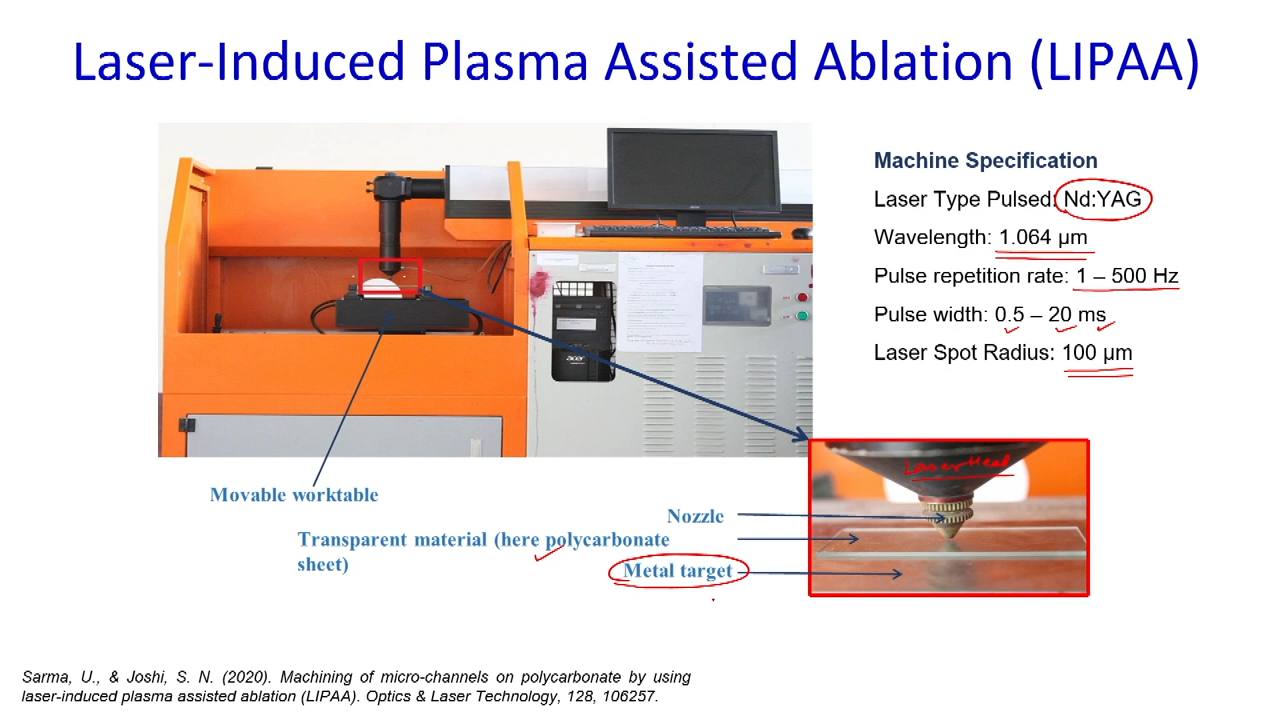 Laser-Induced Plasma Assisted Ablation (LIPAA)
Machine Specification
Laser Type Pulsed: Nd:YAG
Wavelength: 1.064 µm
Pulse repetition rate: 1 – 500 Hz
Pulse width: 0.5 – 20 ms
Laser Spot Radius: 100 µm
acer
Laser Head
Movable worktable
Nozzle
Transparent material (here polycarbonate
sheet)
Metal target
Sarma, U., & Joshi, S. N. (2020). Machining of micro-channels on polycarbonate by using
laser-induced plasma assisted ablation (LIPAA). Optics & Laser Technology, 128, 106257.